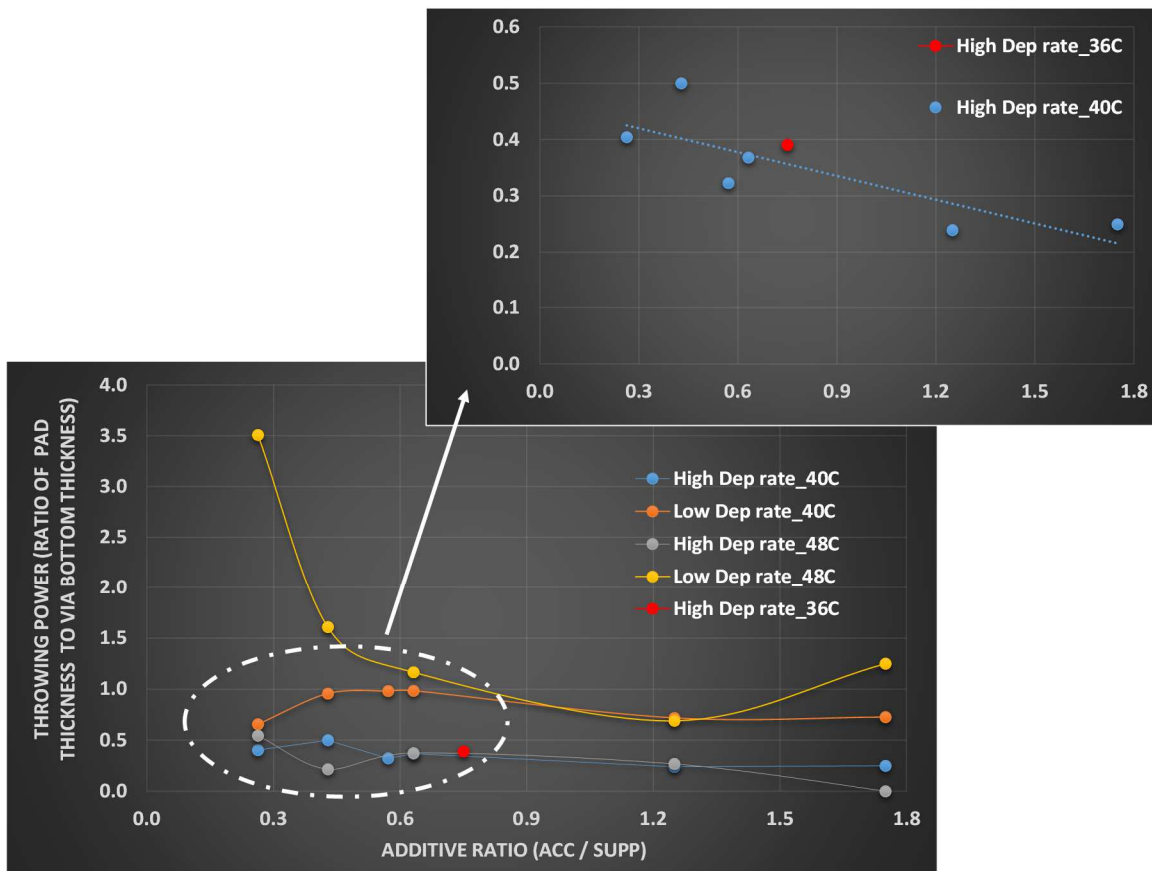 0.6
0.5
0.4
0.3
0.2
0.1
0.0
0.0 0.3 0.6 0.9 1.2 1.5 1.8
High Dep rate_36C
High Dep rate_40C
THROWING POWER (RATIO OF PAD
THICKNESS TO VIA BOTTOM THICKNESS)
4.0
3.5
3.0
2.5
2.0
1.5
1.0
0.5
0.0
0.0 0.3 0.6 0.9 1.2 1.5 1.8
ADDITIVE RATIO (ACC / SUPP)
High Dep rate_40C
Low Dep rate_40C
High Dep rate_48C
Low Dep rate_48C
High Dep rate_36C